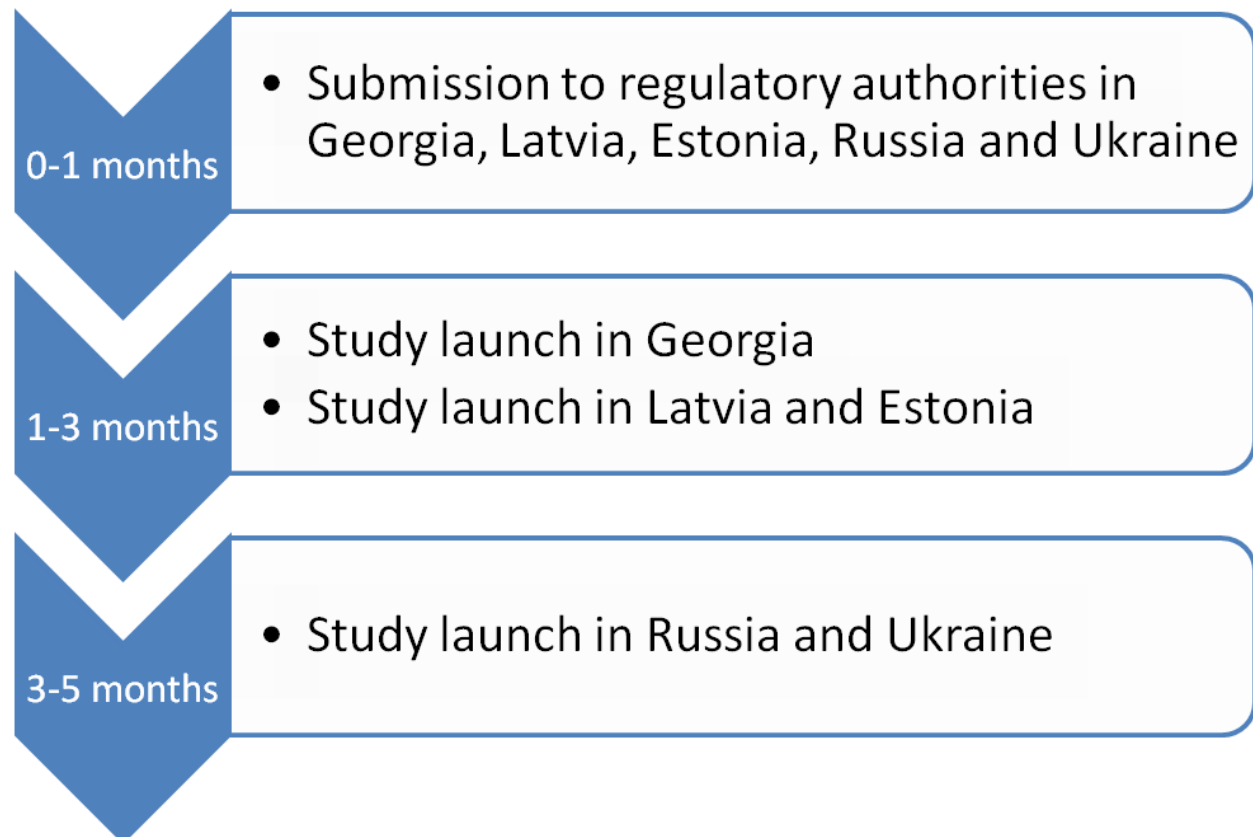 0-1 months
• Submission to regulatory authorities in
Georgia, Latvia, Estonia, Russia and Ukraine
1-3 months
• Study launch in Georgia
• Study launch in Latvia and Estonia
3-5 months
• Study launch in Russia and Ukraine